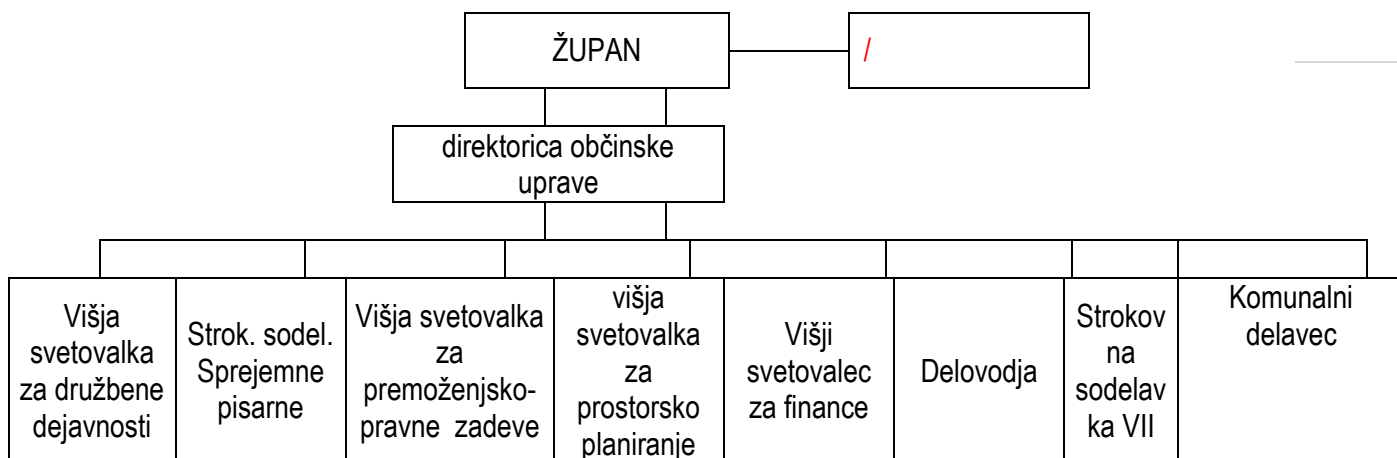 ŽUPAN
/
direktorica občinske
uprave
Višja
svetovalka
za družbene
dejavnosti
Strok. sodel.
Sprejemne
pisarne
Višja svetovalka
za
premoženjsko-
pravne zadeve
višja
svetovalka
za
prostorsko
planiranje
Višji
svetovalec
za finance
Delovodja
Strokov
na
sodelav
ka VII
Komunalni
delavec